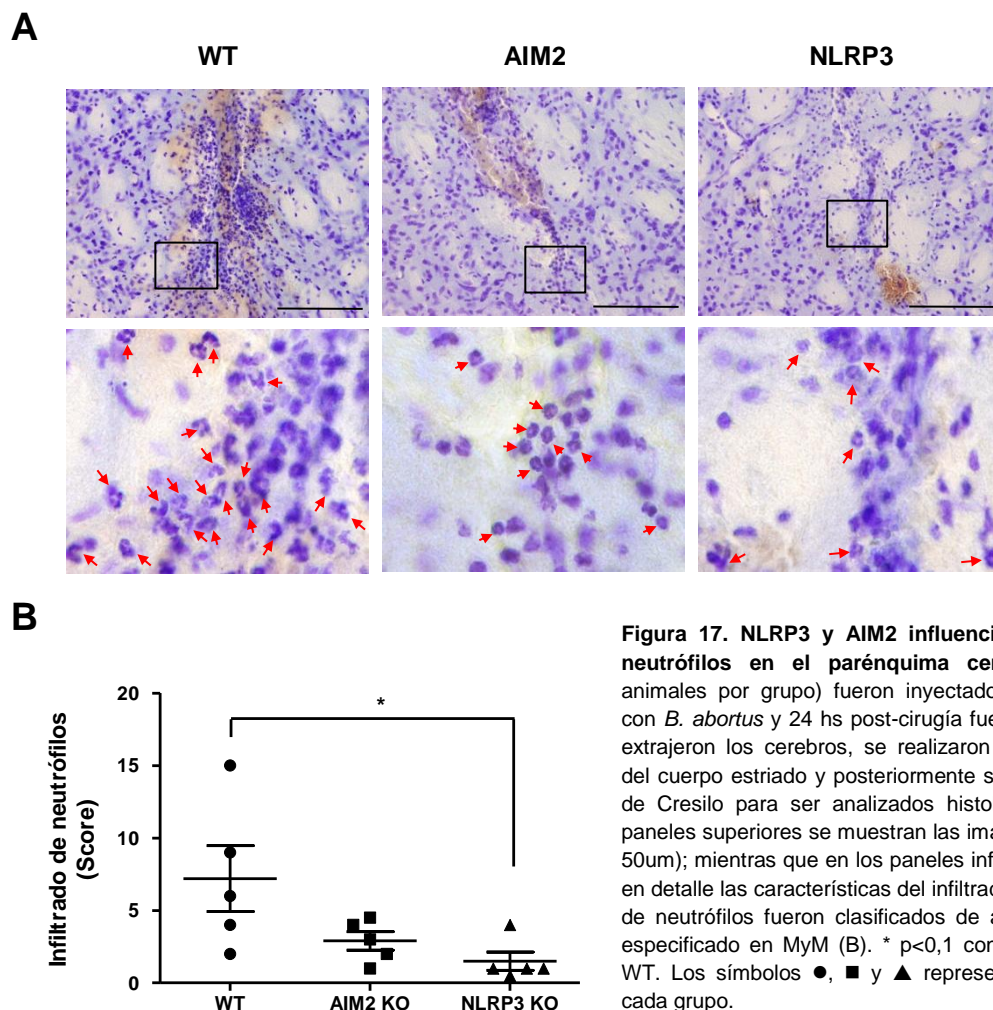 A
WT
AIM2
NLRP3
B
Infiltrado de neutrófilos
(Score)
20
15
10
5
0
*
WT
AIM2 KO
NLRP3 KO
Figura 17. NLRP3 y AIM2 influenci
neutrófilos en el parénquima cer
animales por grupo) fueron inyectado
con B. abortus y 24 hs post-cirugía fue
extrajeron los cerebros, se realizaron
del cuerpo estriado y posteriormente s
de Cresilo para ser analizados histo
paneles superiores se muestran las ima
50um); mientras que en los paneles inf
en detalle las características del infiltrad
de neutrófilos fueron clasificados de a
especificado en MyM (B). * p<0,1 con
WT. Los símbolos ●, ■ y ▲ represe
cada grupo.